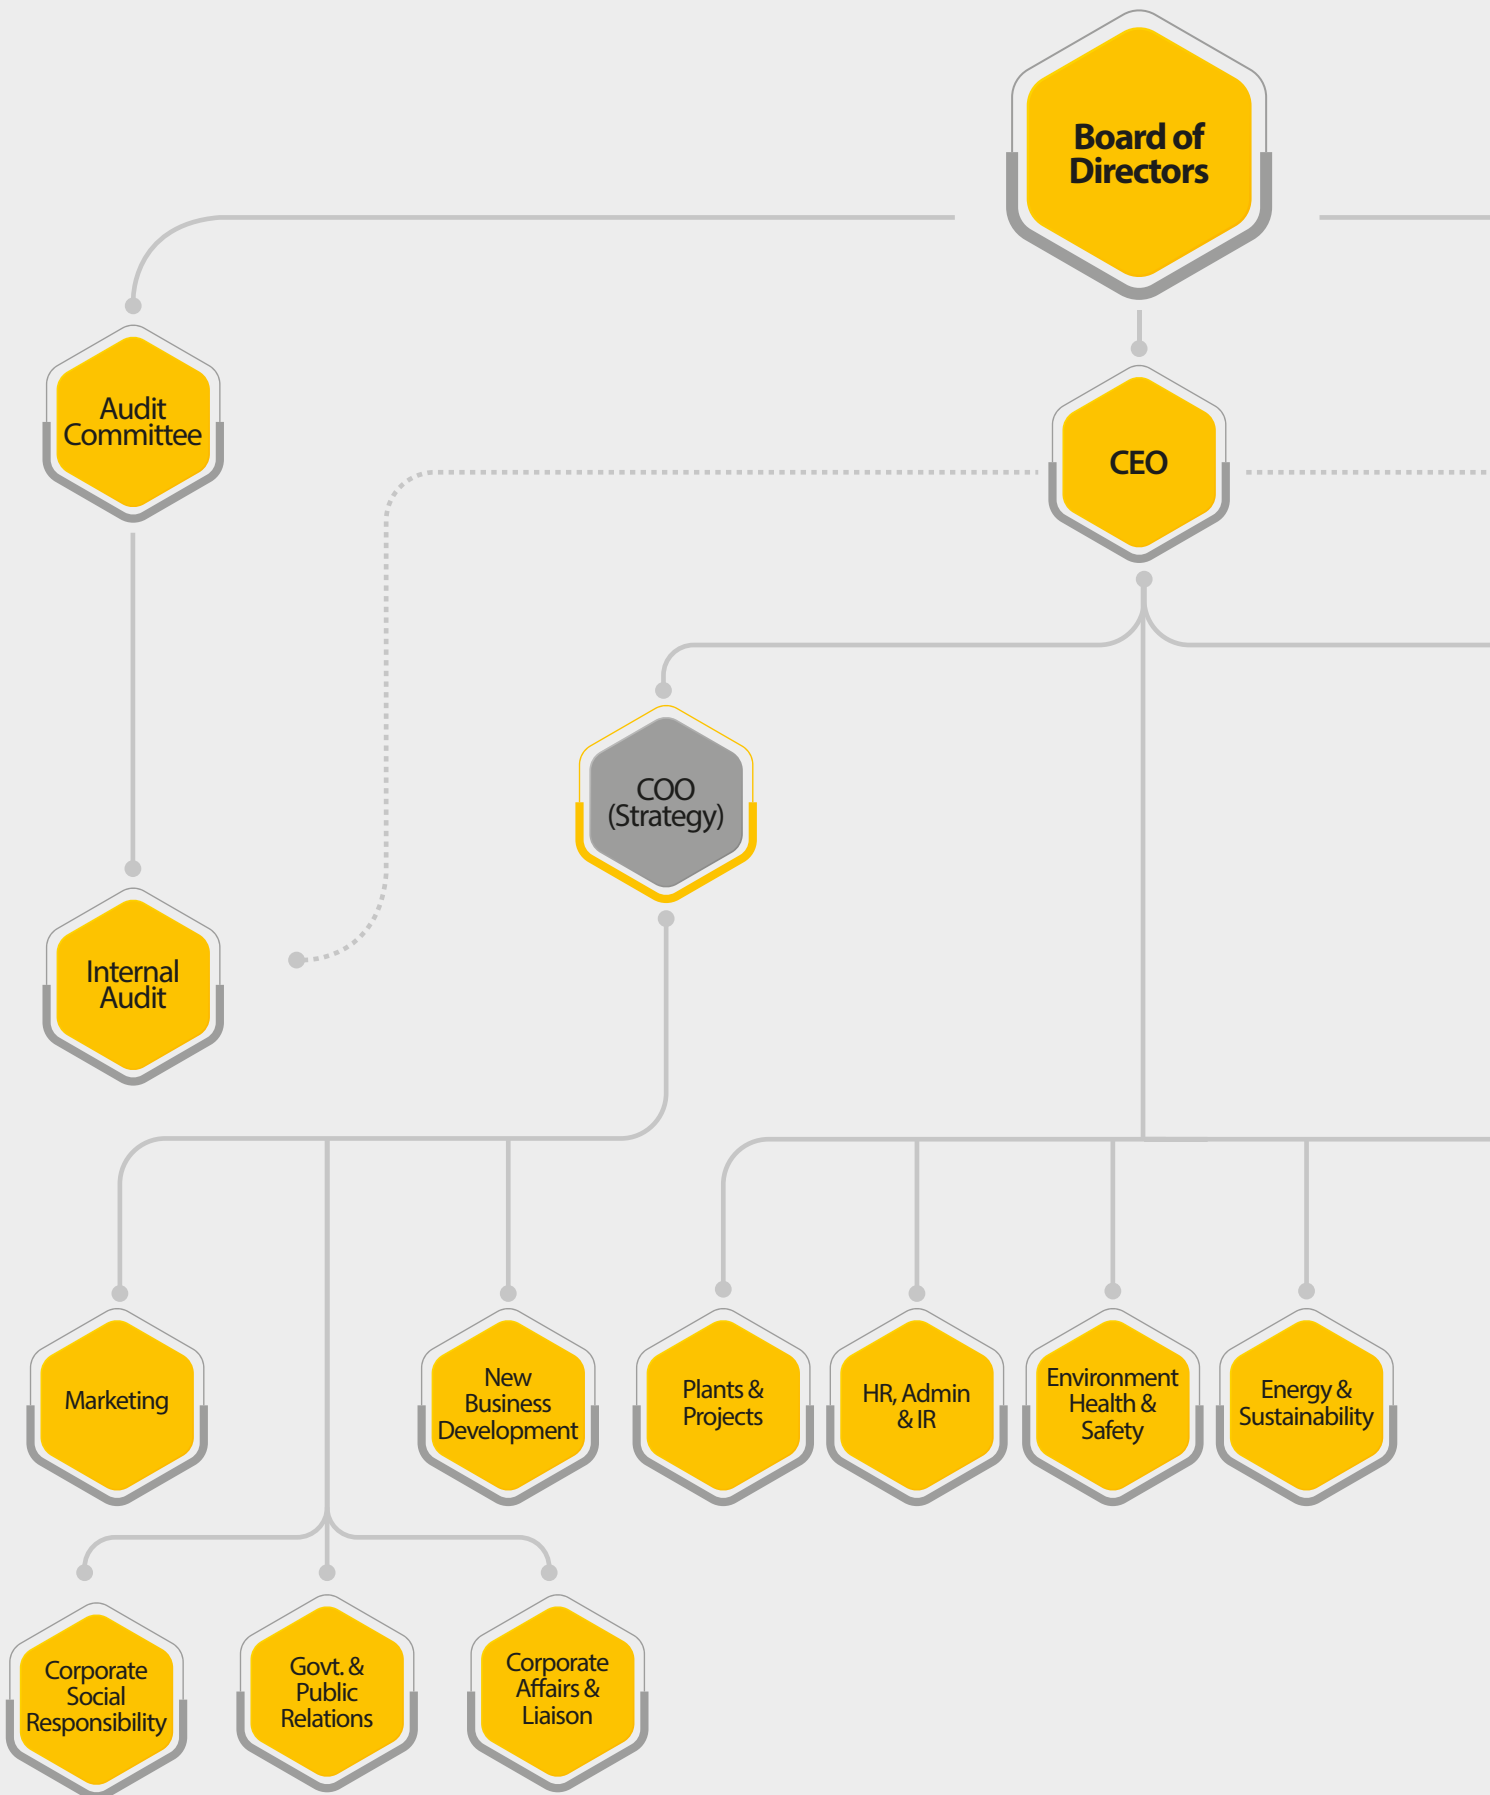 Board of
Directors
Audit
Committee
CEO
COO
(Strategy)
Internal
Audit
Marketing
New
Business
Development
Plants &
Projects
HR, Admin
& IR
Environment
Health &
Safety
Energy &
Sustainability
Corporate
Social
Responsibility
Govt. &
Public
Relations
Corporate
Affairs &
Liaison